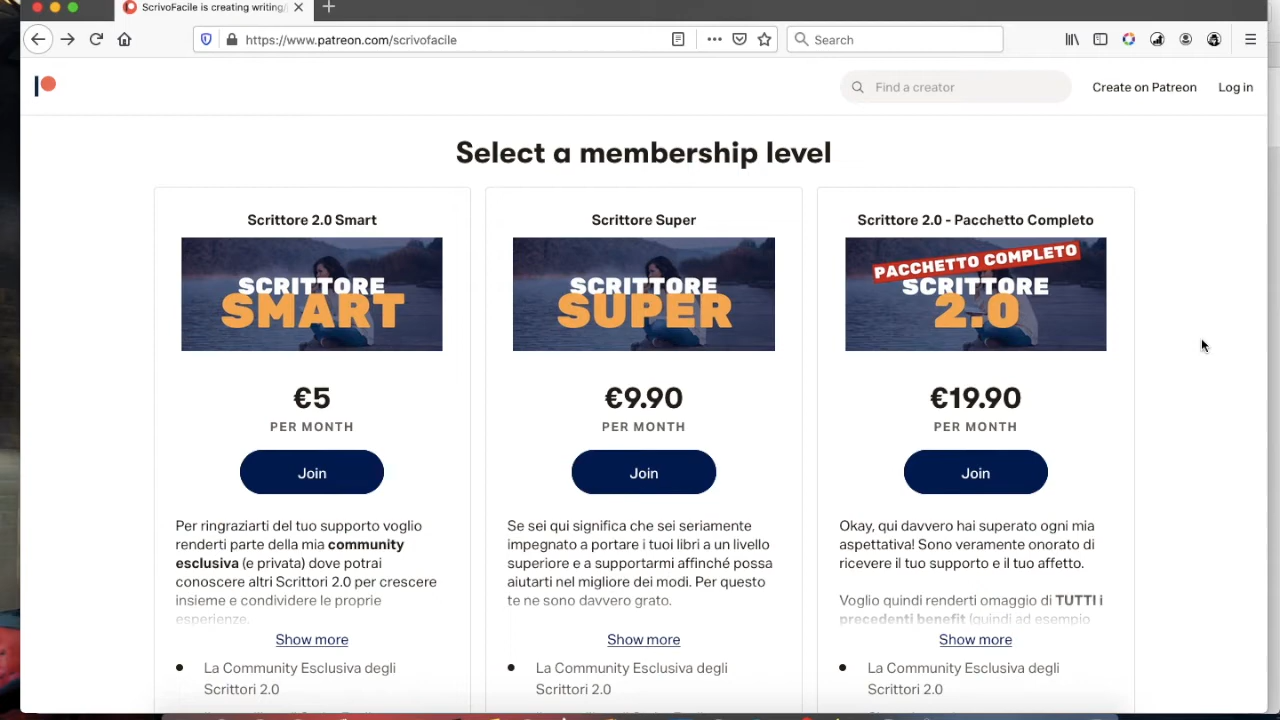 ScrivoFacile is creating writing
https://www.patreon.com/scrivofacile
Search
Find a creator
Create on Patreon
Log in
Select a membership level
Scrittore 2.0 Smart
SCRITTORE
SMART
€5
PER MONTH
Join
Per ringraziarti del tuo supporto voglio
renderti parte della mia community
esclusiva (e privata) dove potrai
conoscere altri Scrittori 2.0 per crescere
insieme e condividere le proprie
esperienze.
Show more
La Community Esclusiva degli
Scrittori 2.0
Scrittore Super
SCRITTORE
SUPER
€9.90
PER MONTH
Join
Se sei qui significa che sei seriamente
impegnato a portare i tuoi libri a un livello
superiore e a supportarmi affinché possa
aiutarti nel migliore dei modi. Per questo
te ne sono davvero grato.
Show more
La Community Esclusiva degli
Scrittori 2.0
Scrittore 2.0 - Pacchetto Completo
PACCHETTO COMPLETO
SCRITTORE
2.0
€19.90
PER MONTH
Join
Okay, qui davvero hai superato ogni mia
aspettativa! Sono veramente onorato di
ricevere il tuo supporto e il tuo affetto.
Voglio quindi renderti omaggio di TUTTI i
precedenti benefit (quindi ad esempio
Show more
La Community Esclusiva degli
Scrittori 2.0